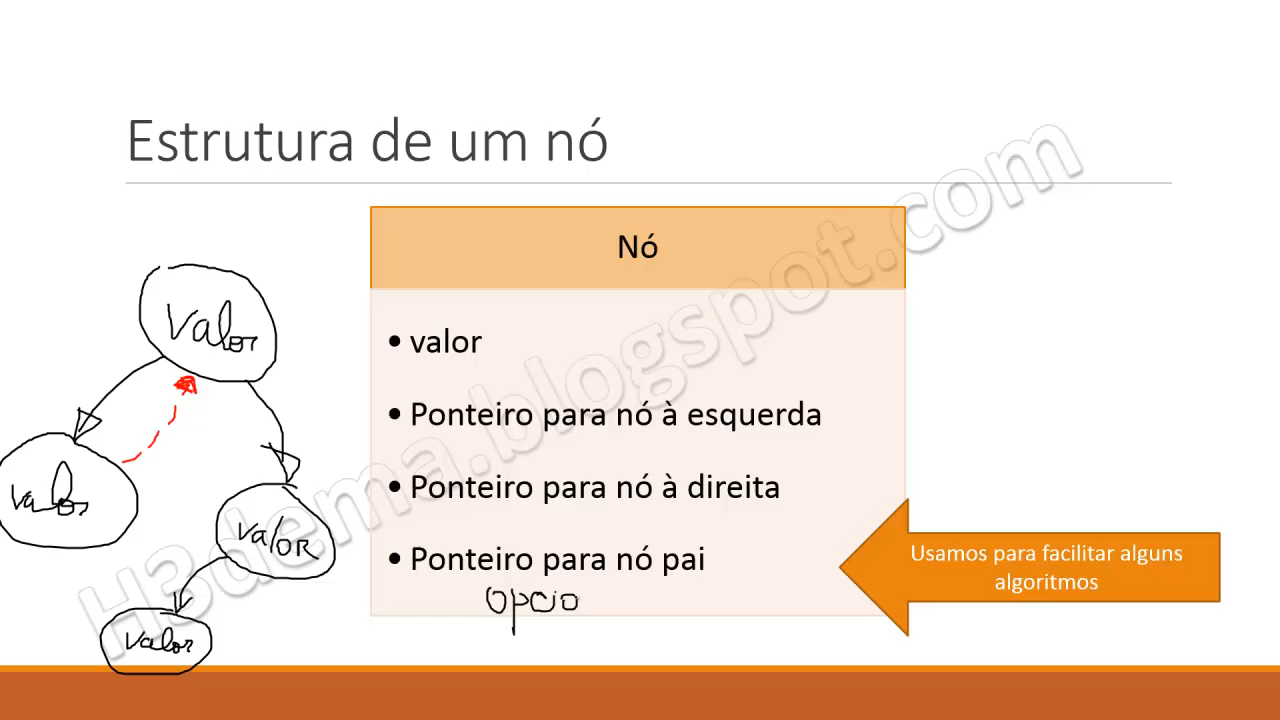 Estrutura de um nó
Nó
• valor
• Ponteiro para nó à esquerda
• Ponteiro para nó à direita
• Ponteiro para nó pai
opcio
Usamos para facilitar alguns
algoritmos
valor
valor
valor
valor
H3dema.blogspot.com